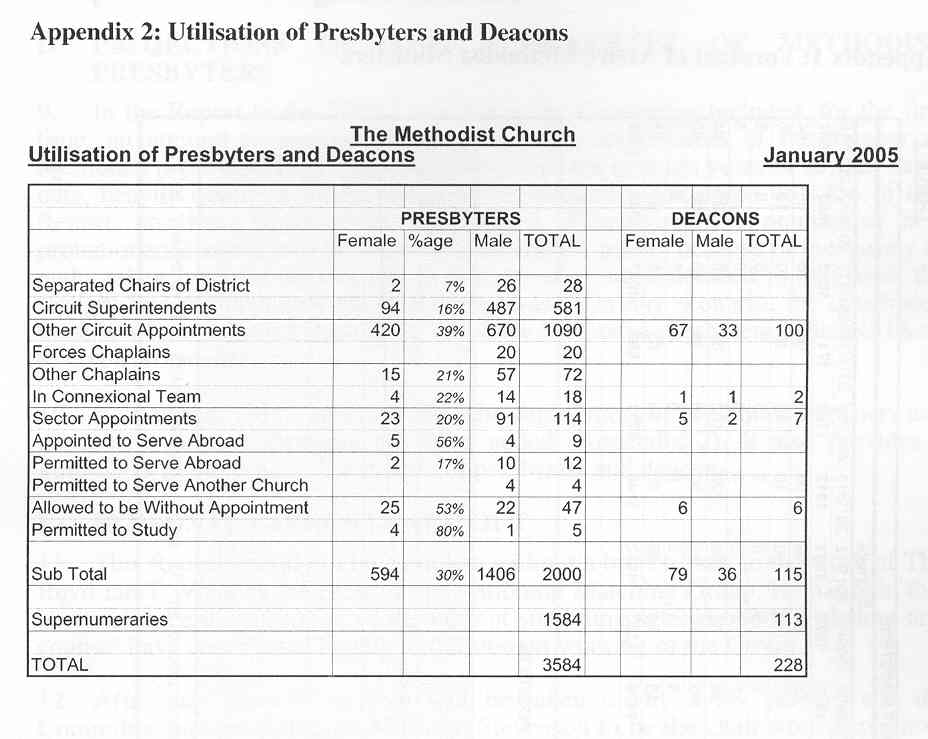 Appendix 2: Utilisation of Presbyters and Deacons
The Methodist Church
Utilisation of Presbyters and Deacons January 2005
PRESBYTERS DEACONS
Female %age Male TOTAL Female Male TOTAL
Separated Chairs of District 2 7% 26 28
Circuit Superintendents 94 16% 487 581
Other Circuit Appointments 420 39% 670 1090 67 33 100
Forces Chaplains 20 20
Other Chaplains 15 21% 57 72
In Connexional Team 4 22% 14 18 1 1 2
Sector Appointments 23 20% 91 114 5 2 7
Appointed to Serve Abroad 5 56% 4 9
Permitted to Serve Abroad 2 17% 10 12
Permitted to Serve Another Church 4 4
Allowed to be Without Appointment 25 53% 22 47 6 6
Permitted to Study 4 80% 1 5
Sub Total 594 30% 1406 2000 79 36 115
Supernumeraries 1584 113
TOTAL 3584 228